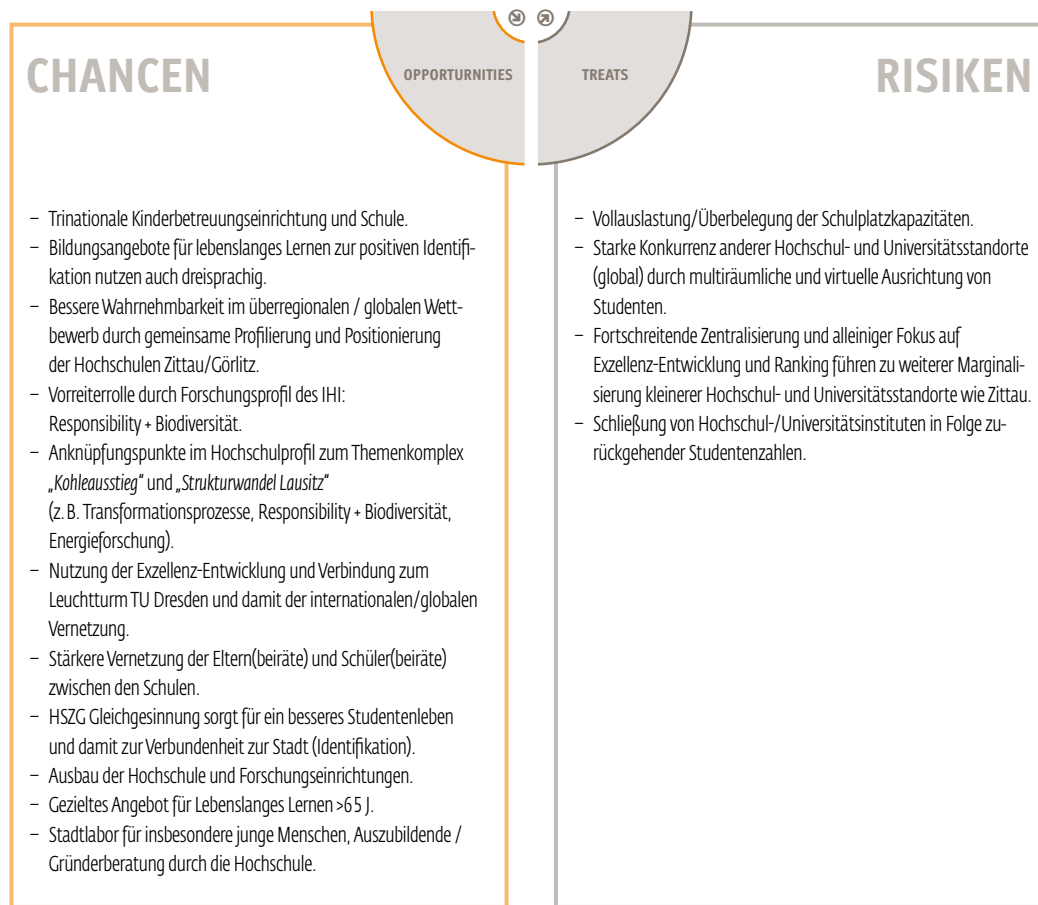 CHANCEN
OPPORTURNITIES
TREATS
RISIKEN
– Trinationale Kinderbetreuungseinrichtung und Schule.
– Bildungsangebote für lebenslanges Lernen zur positiven Identifi-
kation nutzen auch dreisprachig.
– Bessere Wahrnehmbarkeit im überregionalen / globalen Wett-
bewerb durch gemeinsame Profilierung und Positionierung
der Hochschulen Zittau/Görlitz.
– Vorreiterrolle durch Forschungsprofil des IHI:
Responsibility + Biodiversität.
– Anknüpfungspunkte im Hochschulprofil zum Themenkomplex
„Kohleausstieg“ und „Strukturwandel Lausitz“
(z. B. Transformationsprozesse, Responsibility + Biodiversität,
Energieforschung).
– Nutzung der Exzellenz-Entwicklung und Verbindung zum
Leuchtturm TU Dresden und damit der internationalen/globalen
Vernetzung.
– Stärkere Vernetzung der Eltern(beiräte) und Schüler(beiräte)
zwischen den Schulen.
– HSZG Gleichgesinnung sorgt für ein besseres Studentenleben
und damit zur Verbundenheit zur Stadt (Identifikation).
– Ausbau der Hochschule und Forschungseinrichtungen.
– Gezieltes Angebot für Lebenslanges Lernen >65 J.
– Stadtlabor für insbesondere junge Menschen, Auszubildende /
Gründerberatung durch die Hochschule.
– Vollauslastung/Überbelegung der Schulplatzkapazitäten.
– Starke Konkurrenz anderer Hochschul- und Universitätsstandorte
(global) durch multiräumliche und virtuelle Ausrichtung von
Studenten.
– Fortschreitende Zentralisierung und alleiniger Fokus auf
Exzellenz-Entwicklung und Ranking führen zu weiterer Marginali-
sierung kleinerer Hochschul- und Universitätsstandorte wie Zittau.
– Schließung von Hochschul-/Universitätsinstituten in Folge zu-
rückgehender Studentenzahlen.